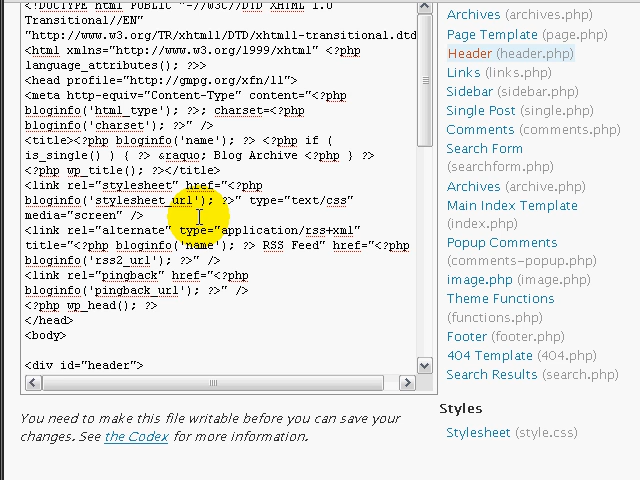 <!DOCTYPE html PUBLIC "-//W3C//DTD XHTML 1.0
Transitional//EN"
"http://www.w3.org/TR/xhtml1/DTD/xhtml1-transitional.dtd
<html xmlns="http://www.w3.org/1999/xhtml" <?php
language_attributes(); ?>>
<head profile="http://gmpg.org/xfn/11">
<meta http-equiv="Content-Type" content="<?php
bloginfo('html_type'); ?>; charset=<?php
bloginfo('charset'); ?>" />
<title><?php bloginfo('name'); ?> <?php if (
is_single() ) { ?> &raquo; Blog Archive <?php } ?>
<?php wp_title(); ?></title>
<link rel="stylesheet" href="<?php
bloginfo('stylesheet_url'); ?>" type="text/css"
media="screen" />
<link rel="alternate" type="application/rss+xml"
title="<?php bloginfo('name'); ?> RSS Feed" href="<?php
bloginfo('rss2_url'); ?>" />
<link rel="pingback" href="<?php
bloginfo('pingback_url'); ?>" />
<?php wp_head(); ?>
</head>
<body>
<div id="header">
You need to make this file writable before you can save your
changes. See the Codex for more information.
Archives (archives.php)
Page Template (page.php)
Header (header.php)
Links (links.php)
Sidebar (sidebar.php)
Single Post (single.php)
Comments (comments.php)
Search Form
(searchform.php)
Archives (archive.php)
Main Index Template
(index.php)
Popup Comments
(comments-popup.php)
image.php (image.php)
Theme Functions
(functions.php)
Footer (footer.php)
404 Template (404.php)
Search Results (search.php)
Styles
Stylesheet (style.css)